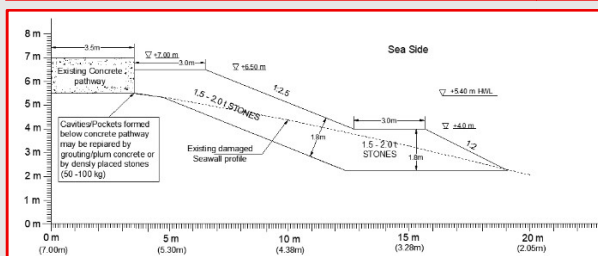 8 m
7 m
6 m
5 m
4 m
3 m
2 m
1 m
0 m
3.5m
+7.00 m
3.0m
+6.50 m
Sea Side
Existing Concrete
pathway
1:2.5
+5.40 m HWL
1.5 - 2.0 t STONES
Cavities/Pockets formed
below concrete pathway
may be repiared by
grouting/plum concrete or
by densly placed stones
(50 -100 kg)
Existing damaged
Seawall profile
1.8m
3.0m
+4.0 m
1:2
1.5 - 2.0 t
STONES
1.8m
0 m
(7.00m)
5 m
(5.30m)
10 m
(4.38m)
15 m
(3.28m)
20 m
(2.05m)